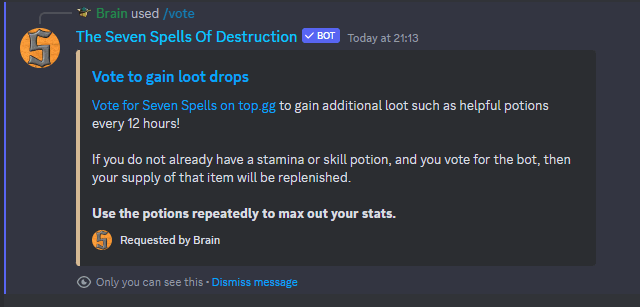 Brain used /vote
The Seven Spells Of Destruction BOT Today at 21:13
Vote to gain loot drops
Vote for Seven Spells on top.gg to gain additional loot such as helpful potions
every 12 hours!
If you do not already have a stamina or skill potion, and you vote for the bot, then
your supply of that item will be replenished.
Use the potions repeatedly to max out your stats.
Requested by Brain
Only you can see this • Dismiss message